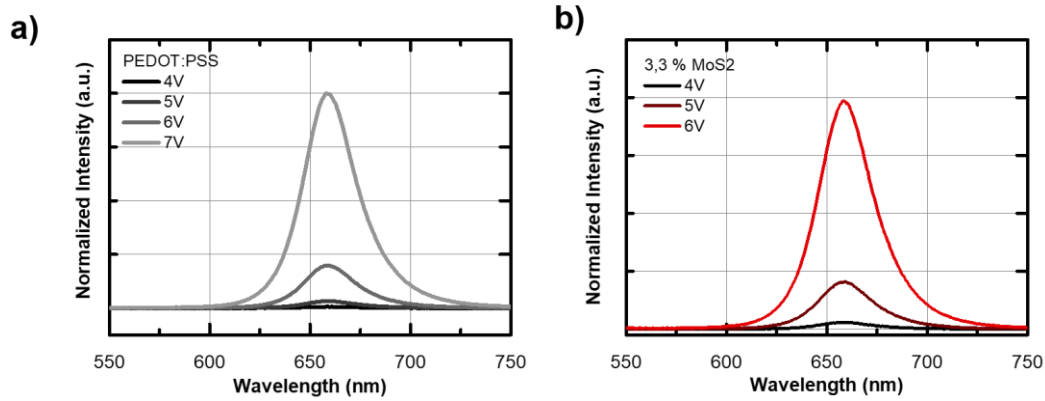 a)
Normalized Intensity (a.u.)
PEDOT:PSS
4V
5V
6V
7V
550 600 650 700 750
Wavelength (nm)
b)
Normalized Intensity (a.u.)
3,3 % MoS2
4V
5V
6V
550 600 650 700 750
Wavelength (nm)